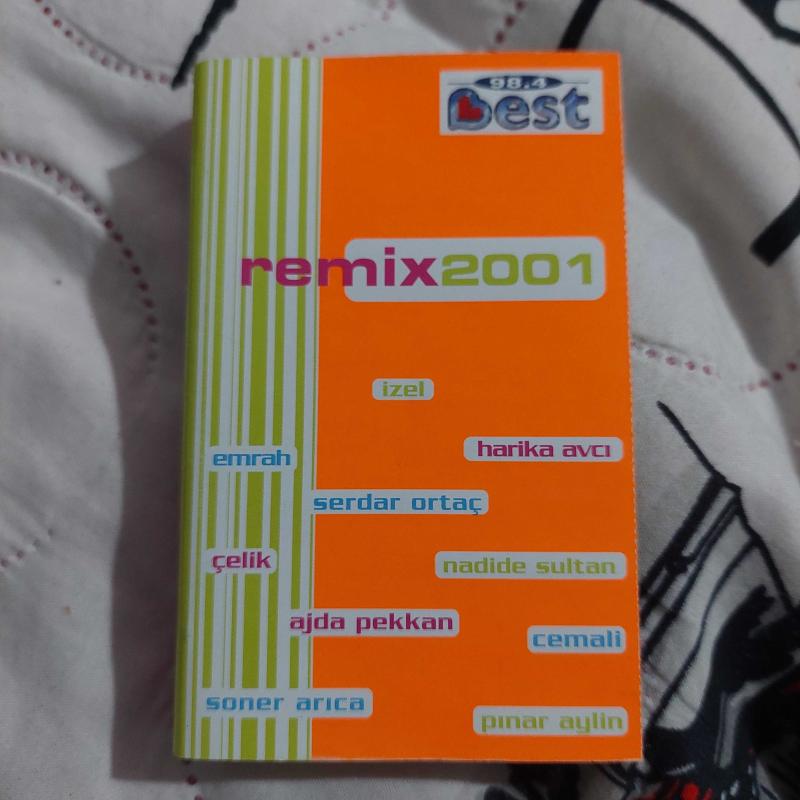 98.4
Best
remix2001
izel
emrah
harika avcı
serdar ortaç
çelik
nadide sultan
ajda pekkan
cemali
soner arıca
pınar aylin